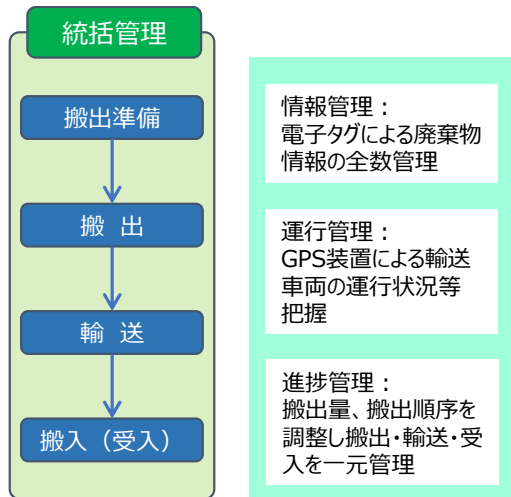 統括管理
搬出準備
搬 出
輸 送
搬入（受入）
情報管理：
電子タグによる廃棄物
情報の全数管理
運行管理：
GPS装置による輸送
車両の運行状況等
把握
進捗管理：
搬出量、搬出順序を
調整し搬出・輸送・受
入を一元管理